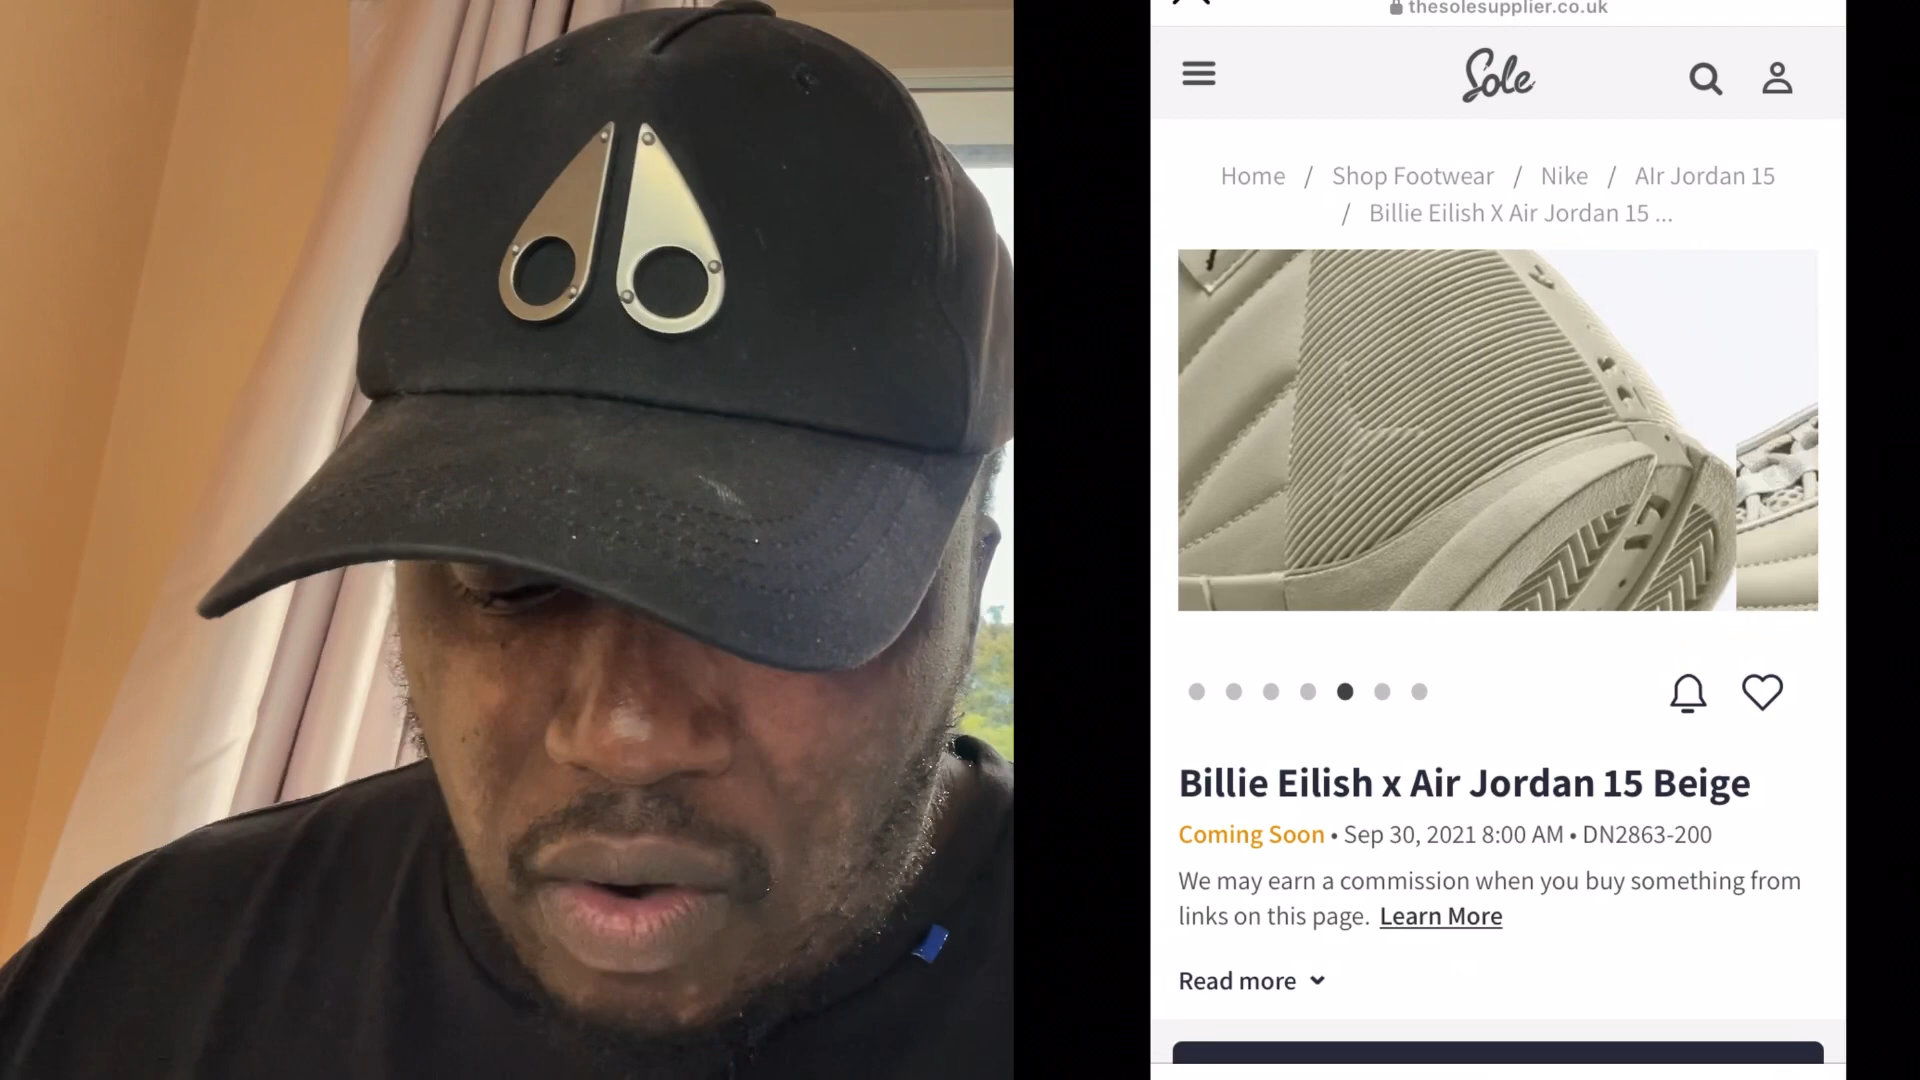 thesolesupplier.co.uk
Sole
Home / Shop Footwear / Nike / AIr Jordan 15
/ Billie Eilish X Air Jordan 15 ...
Billie Eilish x Air Jordan 15 Beige
Coming Soon • Sep 30, 2021 8:00 AM • DN2863-200
We may earn a commission when you buy something from
links on this page. Learn More
Read more